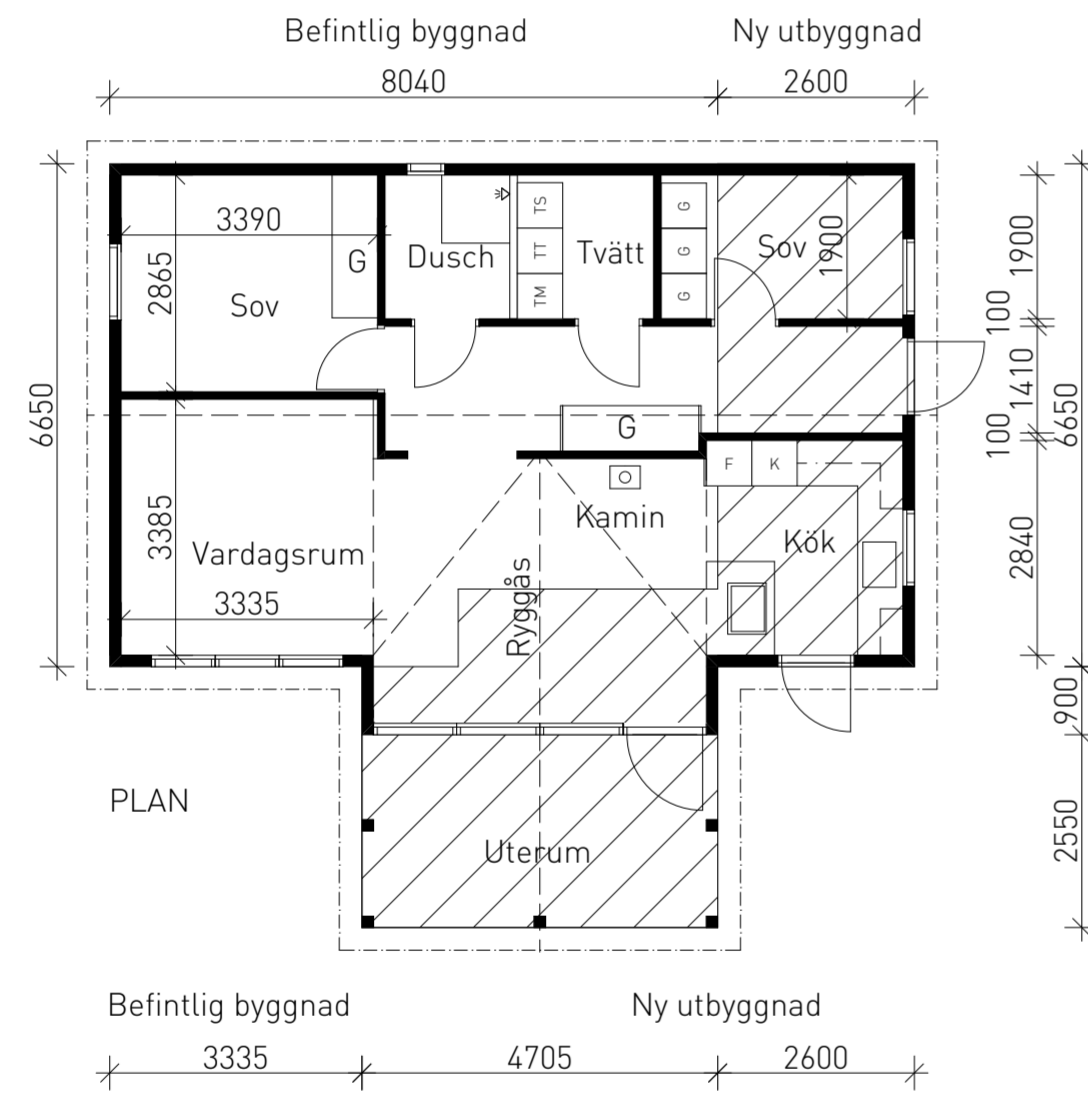 Befintlig byggnad Ny utbyggnad
8040 2600
3390
2865
Sov
G
Dusch
TS
TT
TM
Tvätt
G
G
G
Sov
1900
1900
100
1410
100
6650
6650
G
F K
Kamin
Kök
2840
3385
Vardagsrum
3335
Ryggås
900
PLAN
Uterum
2550
Befintlig byggnad Ny utbyggnad
3335 4705 2600